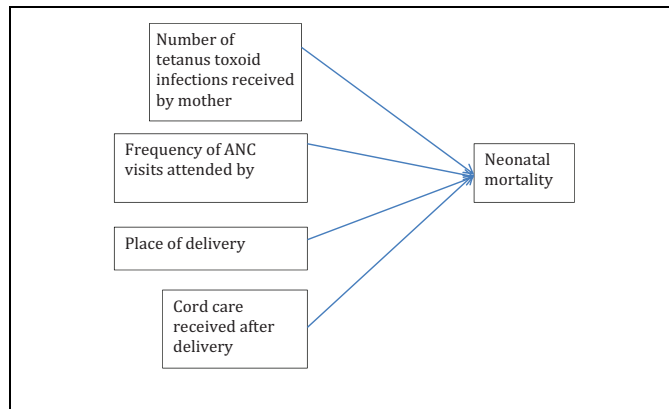 Number of
tetanus toxoid
infections received
by mother
Frequency of ANC
visits attended by
Place of delivery
Cord care
received after
delivery
Neonatal
mortality